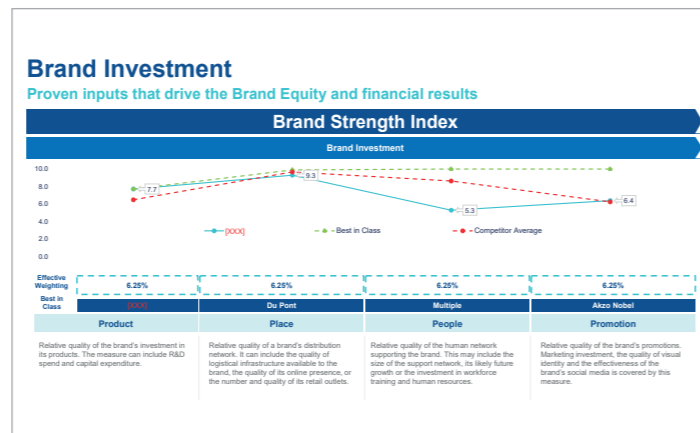 Brand Investment
Proven inputs that drive the Brand Equity and financial results
Brand Strength Index
Brand Investment
10.0
8.0
6.0
4.0
2.0
0.0
7.7
9.3
5.3
6.4
[XXX]
Best in Class
Competitor Average
Effective
Weighting
6.25%
6.25%
6.25%
6.25%
Best in
Class
[XXX]
Du Pont
Multiple
Akzo Nobel
Product
Place
People
Promotion
Relative quality of the brand's investment in
its products. The measure can include R&D
spend and capital expenditure.
Relative quality of a brand's distribution
network. It can include the quality of
logistical infrastructure available to the
brand, the quality of its online presence, or
the number and quality of its retail outlets.
Relative quality of the human network
supporting the brand. This may include the
size of the support network, its likely future
growth or the investment in workforce
training and human resources.
Relative quality of the brand's promotions.
Marketing investment, the quality of visual
identity and the effectiveness of the
brand's social media is covered by this
measure.